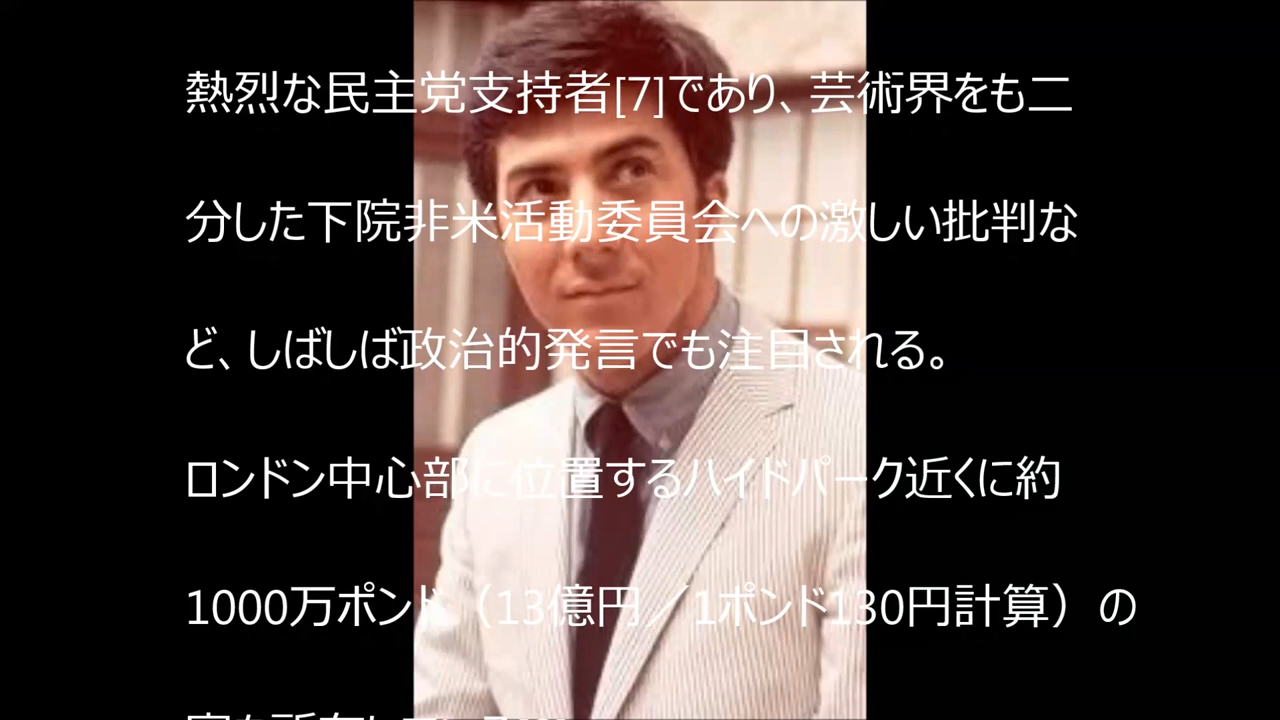 熱烈な民主党支持者[7]であり、芸術界をも二
分した下院非米活動委員会への激しい批判な
ど、しばしば政治的発言でも注目される。
ロンドン中心部に位置するハイドパーク近くに約
1000万ポンド（13億円／1ポンド130円計算）の